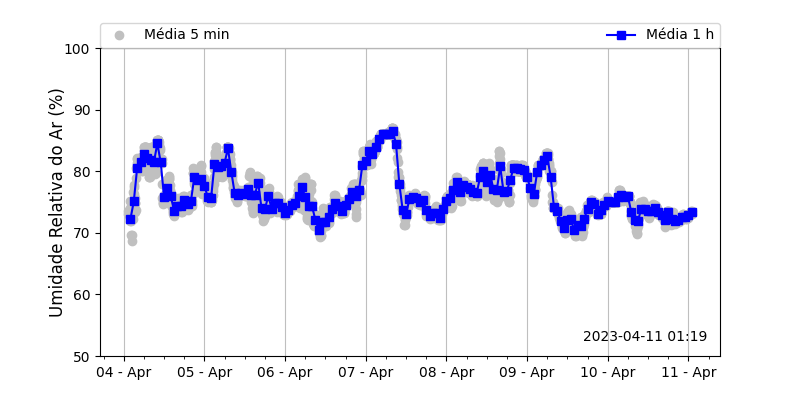 Média 5 min
Média 1 h
100
90
80
70
60
50
Umidade Relativa do Ar (%)
2023-04-11 01:19
04 - Apr
05 - Apr
06 - Apr
07 - Apr
08 - Apr
09 - Apr
10 - Apr
11 - Apr